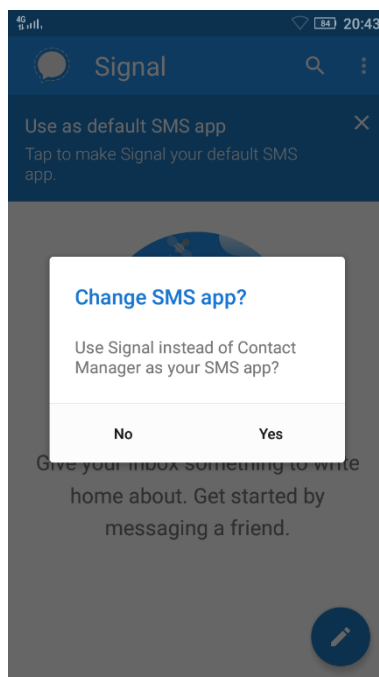 4G 84 20:43
Signal
Use as default SMS app
Tap to make Signal your default SMS
app.
Change SMS app?
Use Signal instead of Contact
Manager as your SMS app?
No Yes
Give your inbox something to write
home about. Get started by
messaging a friend.